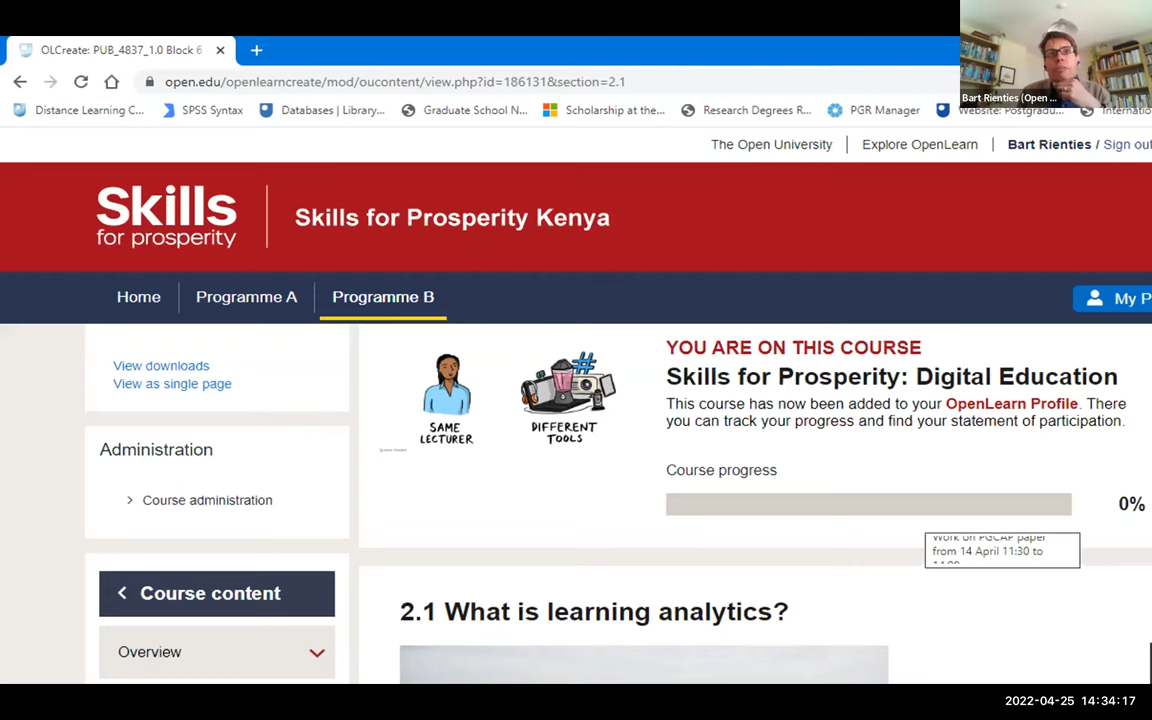 OLCreate: PUB_4837_1.0 Block 6
open.edu/openlearncreate/mod/oucontent/view.php?id=186131&section=2.1
Bart Rienties (Open ...
Distance Learning C... SPSS Syntax Databases | Library... Graduate School N... Scholarship at the... Research Degrees R... PGR Manager Website: Postgradu... Internatio
The Open University Explore OpenLearn Bart Rienties / Sign out
Skills
for prosperity
Skills for Prosperity Kenya
Home Programme A Programme B
My P
View downloads
View as single page
Administration
Course administration
Course content
Overview
SAME
LECTURER
#
DIFFERENT
TOOLS
YOU ARE ON THIS COURSE
Skills for Prosperity: Digital Education
This course has now been added to your OpenLearn Profile. There
you can track your progress and find your statement of participation.
Course progress
0%
Work on PGCAP paper
from 14 April 11:30 to
2.1 What is learning analytics?
2022-04-25 14:34:17